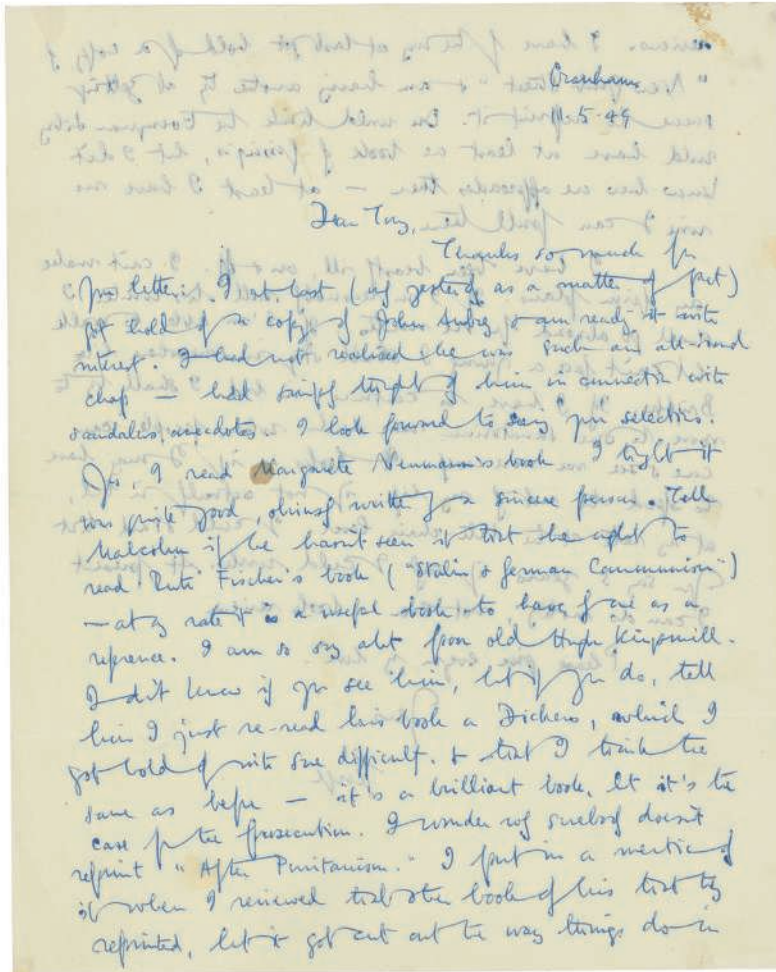 Cranham
11.5.49
Dear Tony,
Thanks so much for
your letter. I at last (only yesterday as a matter of fact)
got hold of a copy of John Aubrey & am reading it with
interest. I had not realised he was such an all-round
chap — had simply thought of him in connection with
scandalous anecdotes. I look forward to seeing your selections.
Yes, I read Margarete Neumann's book. I thought it
was quite good, obviously written by a sincere person. Tell
Malcolm if he hasn't seen it that he ought to
read Ruth Fischer's book ("Stalin & German Communism")
— at any rate it is a useful book to have by one as a
reference. I am so sorry about poor old Hugh Kingsmill.
I don't know if you see him, but if you do, tell
him I just re-read his book on Dickens, which I
got hold of with some difficulty, & that I think the
same as before — it's a brilliant book, but it's the
case for the prosecution. I wonder why somebody doesn't
reprint "After Puritanism." I put in a mention of
it when I reviewed that other book of his that they
reprinted, but it got cut out the way things do in